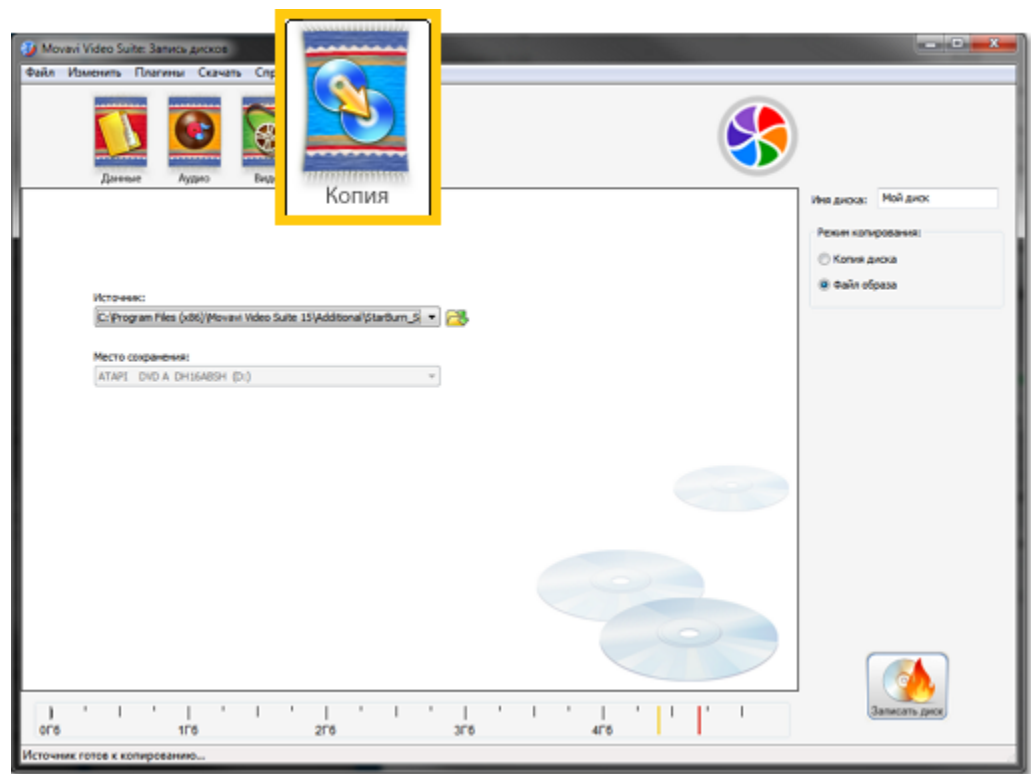 Movavi Video Suite: Запись дисков
Файл Изменить Плагины Скачать
Данные Аудио
Копия
Имя диска: Мой диск
Режим копирования:
Копия диска
Файл образа
Источник:
C:\Program Files (x86)\Movavi Video Suite 15\Additional\StarBurn_S
Место сохранения:
ATAPI DVD A DH16ABSH (D:)
Записать диск
0Гб 1Гб 2Гб 3Гб 4Гб
Источник готов к копированию...